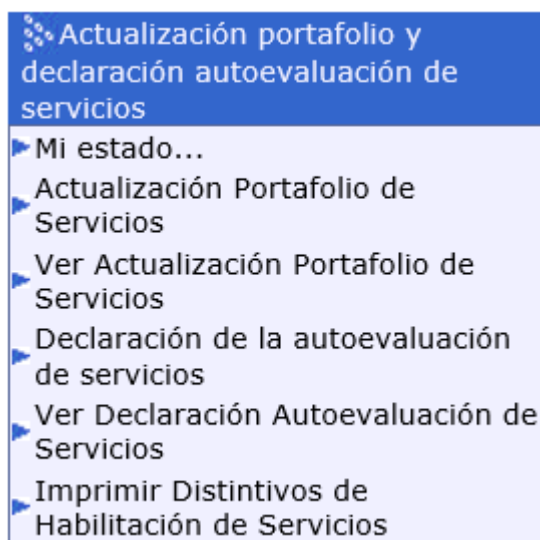 Actualización portafolio y
declaración autoevaluación de
servicios
Mi estado...
Actualización Portafolio de
Servicios
Ver Actualización Portafolio de
Servicios
Declaración de la autoevaluación
de servicios
Ver Declaración Autoevaluación de
Servicios
Imprimir Distintivos de
Habilitación de Servicios